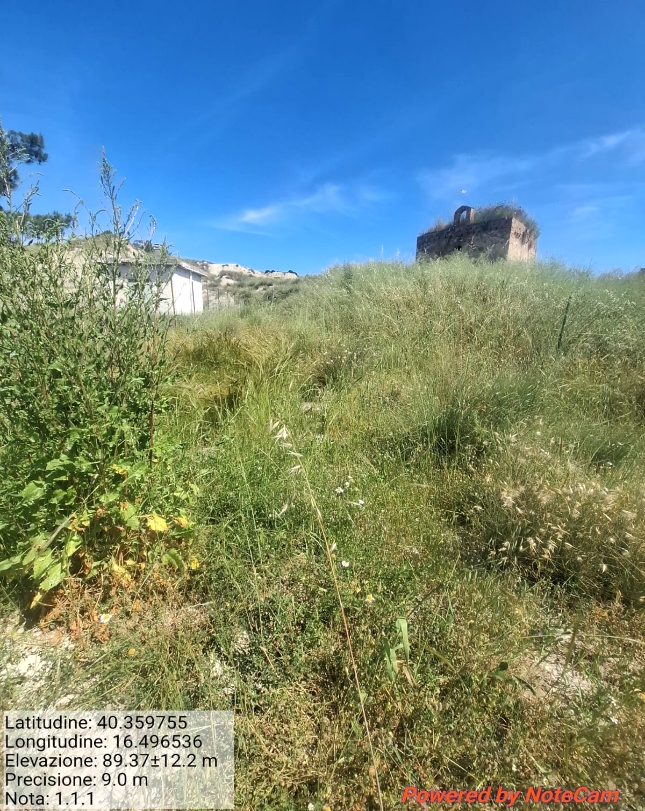 Latitudine: 40.359755
Longitudine: 16.496536
Elevazione: 89.37±12.2 m
Precisione: 9.0 m
Nota: 1.1.1
Powered by NoteCam